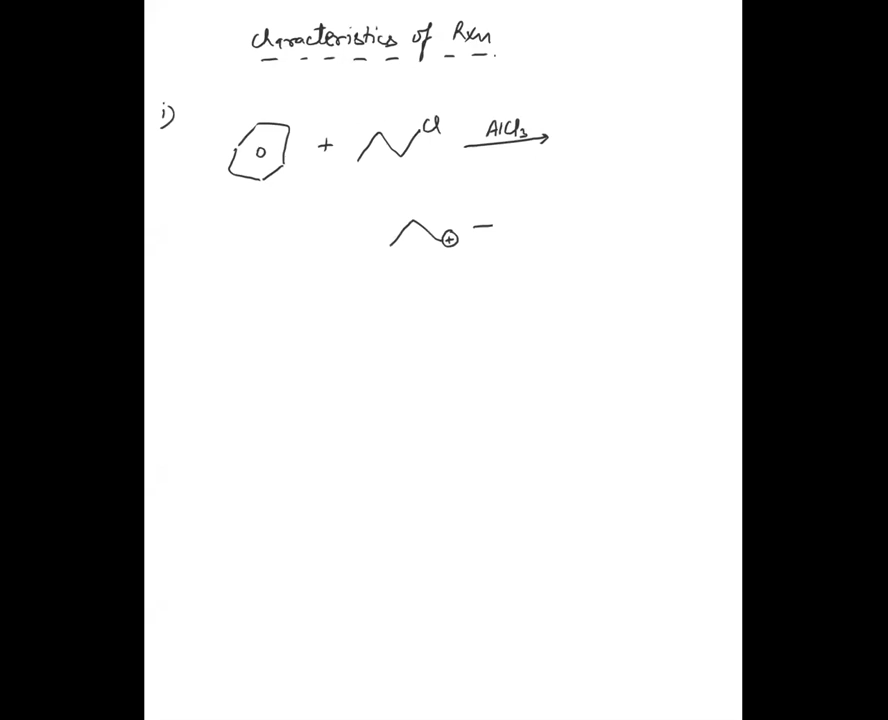 Characteristics of Rxn
i)
+ Cl AlCl3
+ −